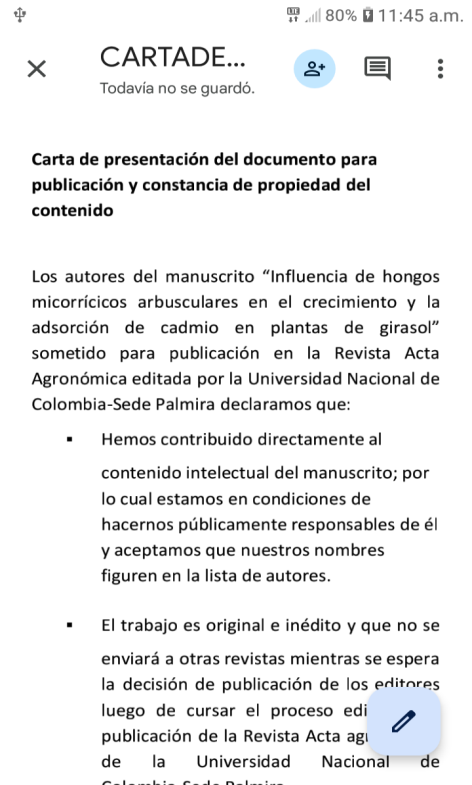 LTE 80% 11:45 a.m.
CARTADE...
Todavía no se guardó.
Carta de presentación del documento para
publicación y constancia de propiedad del
contenido
Los autores del manuscrito “Influencia de hongos
micorrícicos arbusculares en el crecimiento y la
adsorción de cadmio en plantas de girasol”
sometido para publicación en la Revista Acta
Agronómica editada por la Universidad Nacional de
Colombia-Sede Palmira declaramos que:
▪ Hemos contribuido directamente al
contenido intelectual del manuscrito; por
lo cual estamos en condiciones de
hacernos públicamente responsables de él
y aceptamos que nuestros nombres
figuren en la lista de autores.
▪ El trabajo es original e inédito y que no se
enviará a otras revistas mientras se espera
la decisión de publicación de los editores
luego de cursar el proceso edi
publicación de la Revista Acta
de la Universidad Nacional de